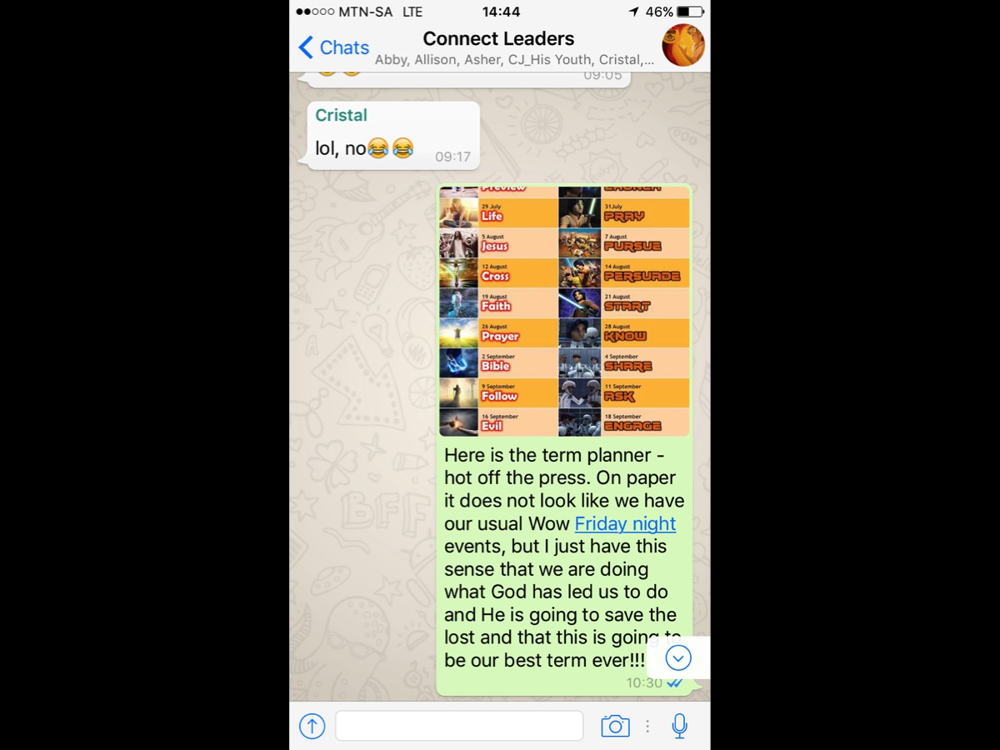 MTN-SA LTE 14:44 46%
Chats
Connect Leaders
Abby, Allison, Asher, CJ_His Youth, Cristal,...
09:05
Cristal
lol, no😂😂
09:17
Preview
LAUNCH
29 July
Life
31 July
PRAY
5 August
Jesus
7 August
PURSUE
12 August
Cross
14 August
PERSUADE
19 August
Faith
21 August
START
26 August
Prayer
28 August
KNOW
2 September
Bible
4 September
SHARE
9 September
Follow
11 September
ASK
16 September
Evil
18 September
ENGAGE
Here is the term planner -
hot off the press. On paper
it does not look like we have
our usual Wow Friday night
events, but I just have this
sense that we are doing
what God has led us to do
and He is going to save the
lost and that this is going to
be our best term ever!!!
10:30
BFF